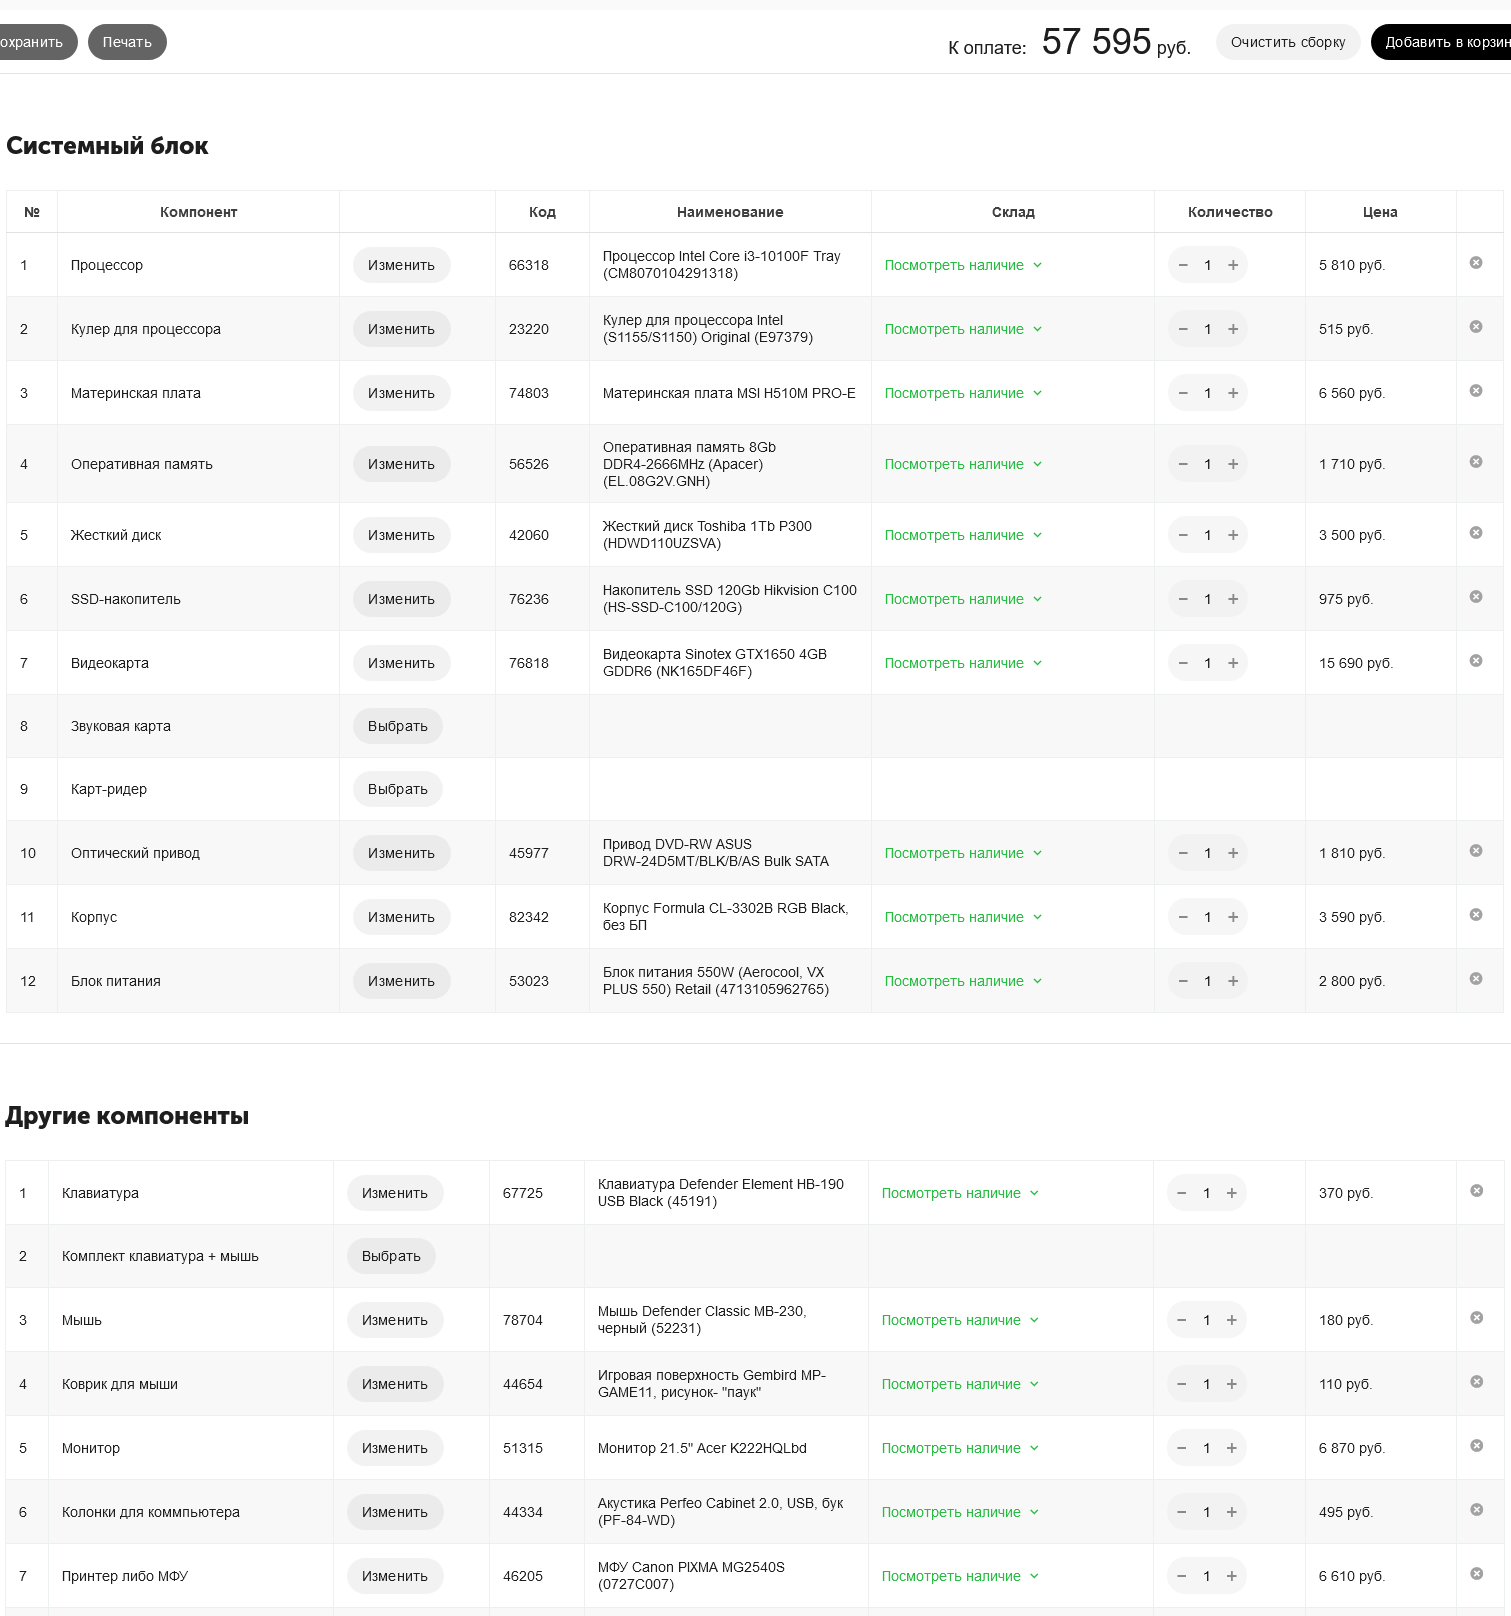 охранить Печать К оплате: 57 595 руб. Очистить сборку Добавить в корзин
Системный блок
№ Компонент Код Наименование Склад Количество Цена
1 Процессор Изменить 66318 Процессор Intel Core i3-10100F Tray
(CM8070104291318) Посмотреть наличие − 1 + 5 810 руб.
2 Кулер для процессора Изменить 23220 Кулер для процессора Intel
(S1155/S1150) Original (E97379) Посмотреть наличие − 1 + 515 руб.
3 Материнская плата Изменить 74803 Материнская плата MSI H510M PRO-E Посмотреть наличие − 1 + 6 560 руб.
4 Оперативная память Изменить 56526 Оперативная память 8Gb
DDR4-2666MHz (Apacer)
(EL.08G2V.GNH) Посмотреть наличие − 1 + 1 710 руб.
5 Жесткий диск Изменить 42060 Жесткий диск Toshiba 1Tb P300
(HDWD110UZSVA) Посмотреть наличие − 1 + 3 500 руб.
6 SSD-накопитель Изменить 76236 Накопитель SSD 120Gb Hikvision C100
(HS-SSD-C100/120G) Посмотреть наличие − 1 + 975 руб.
7 Видеокарта Изменить 76818 Видеокарта Sinotex GTX1650 4GB
GDDR6 (NK165DF46F) Посмотреть наличие − 1 + 15 690 руб.
8 Звуковая карта Выбрать
9 Карт-ридер Выбрать
10 Оптический привод Изменить 45977 Привод DVD-RW ASUS
DRW-24D5MT/BLK/B/AS Bulk SATA Посмотреть наличие − 1 + 1 810 руб.
11 Корпус Изменить 82342 Корпус Formula CL-3302B RGB Black,
без БП Посмотреть наличие − 1 + 3 590 руб.
12 Блок питания Изменить 53023 Блок питания 550W (Aerocool, VX
PLUS 550) Retail (4713105962765) Посмотреть наличие − 1 + 2 800 руб.
Другие компоненты
1 Клавиатура Изменить 67725 Клавиатура Defender Element HB-190
USB Black (45191) Посмотреть наличие − 1 + 370 руб.
2 Комплект клавиатура + мышь Выбрать
3 Мышь Изменить 78704 Мышь Defender Classic MB-230,
черный (52231) Посмотреть наличие − 1 + 180 руб.
4 Коврик для мыши Изменить 44654 Игровая поверхность Gembird MP-
GAME11, рисунок- "паук" Посмотреть наличие − 1 + 110 руб.
5 Монитор Изменить 51315 Монитор 21.5" Acer K222HQLbd Посмотреть наличие − 1 + 6 870 руб.
6 Колонки для коммпьютера Изменить 44334 Акустика Perfeo Cabinet 2.0, USB, бук
(PF-84-WD) Посмотреть наличие − 1 + 495 руб.
7 Принтер либо МФУ Изменить 46205 МФУ Canon PIXMA MG2540S
(0727C007) Посмотреть наличие − 1 + 6 610 руб.